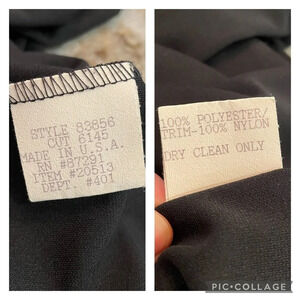 STYLE 83856
CUT 6145
MADE IN U.S.A.
RN #87291
ITEM #20513
DEPT. #401
100% POLYESTER/
TRIM-100% NYLON
DRY CLEAN ONLY
PIC•COLLAGE